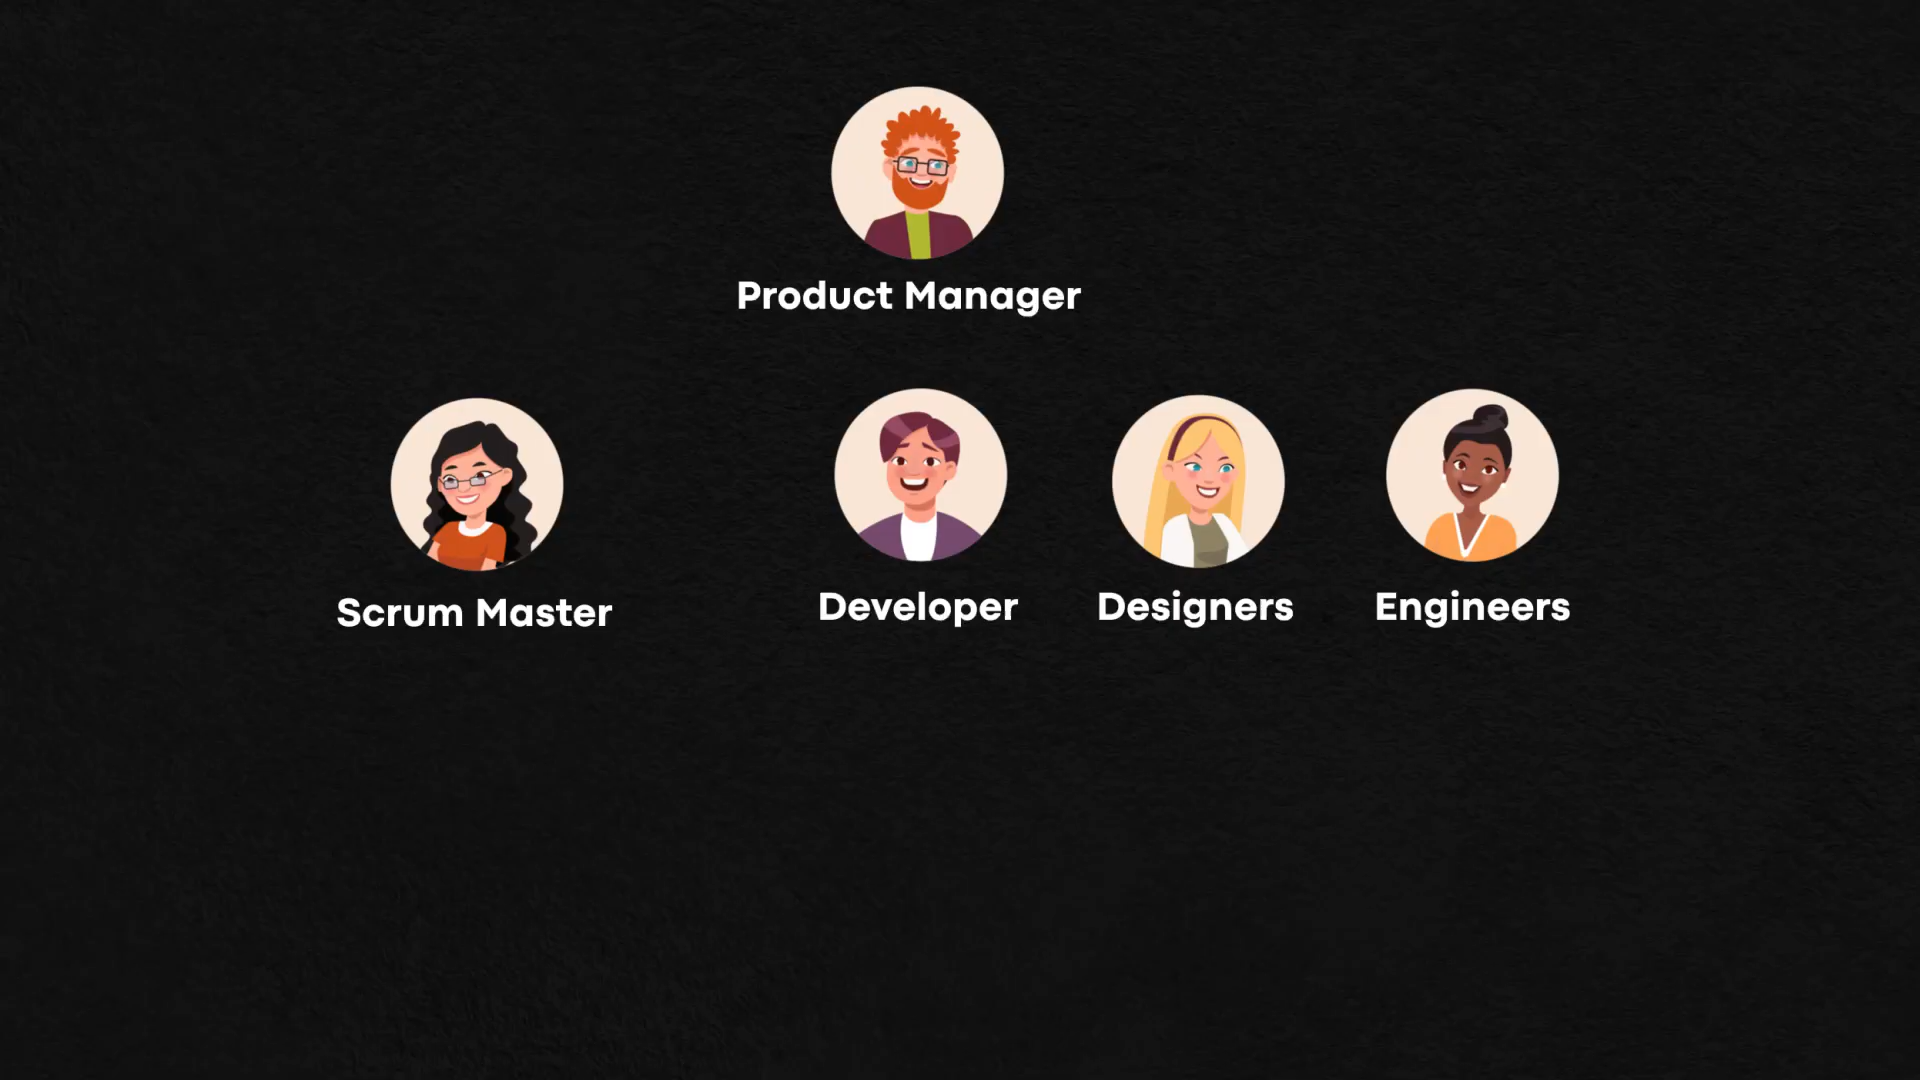 Product Manager
Scrum Master
Developer
Designers
Engineers